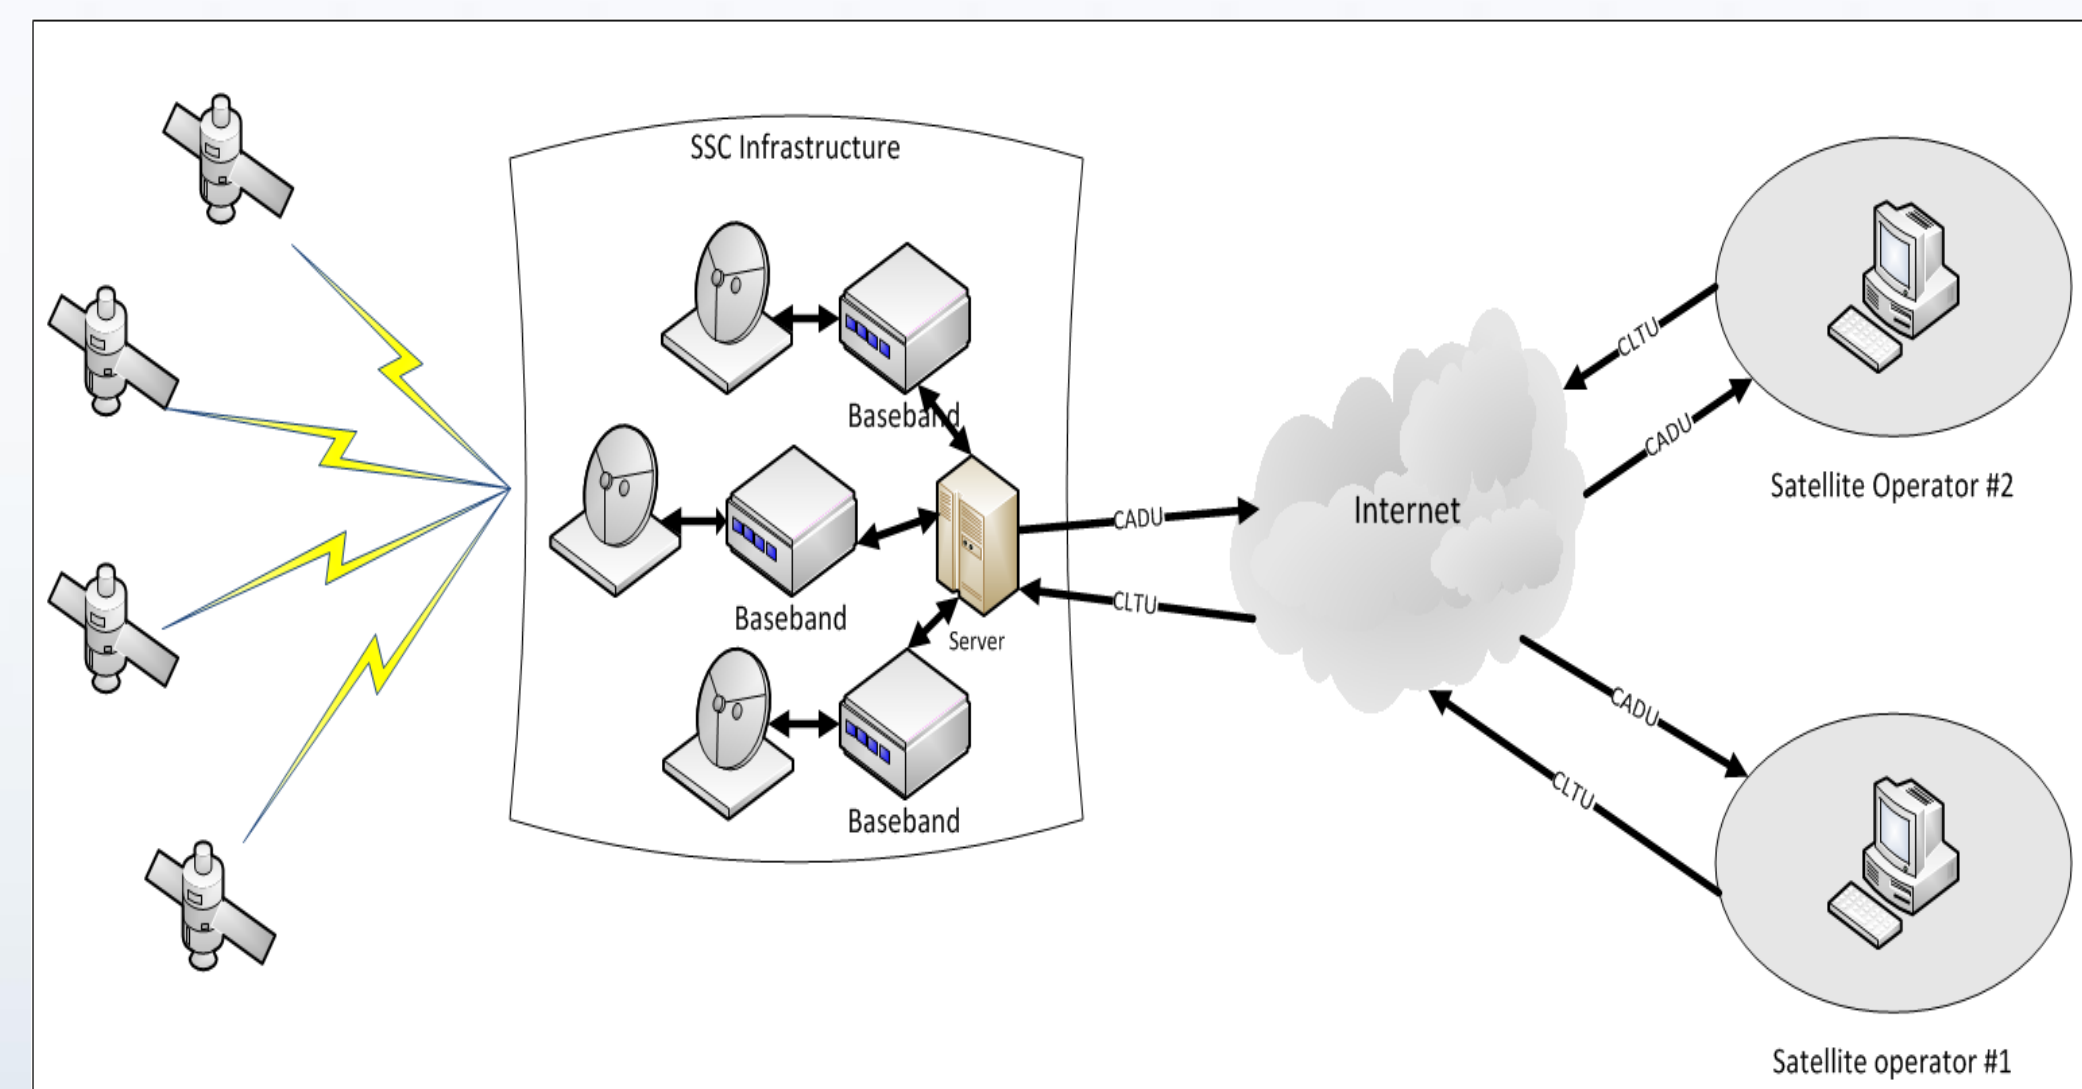 SSC Infrastructure
Baseband
Baseband
Server
Baseband
CADU
CLTU
Internet
CLTU
CADU
Satellite Operator #2
CADU
CLTU
Satellite operator #1